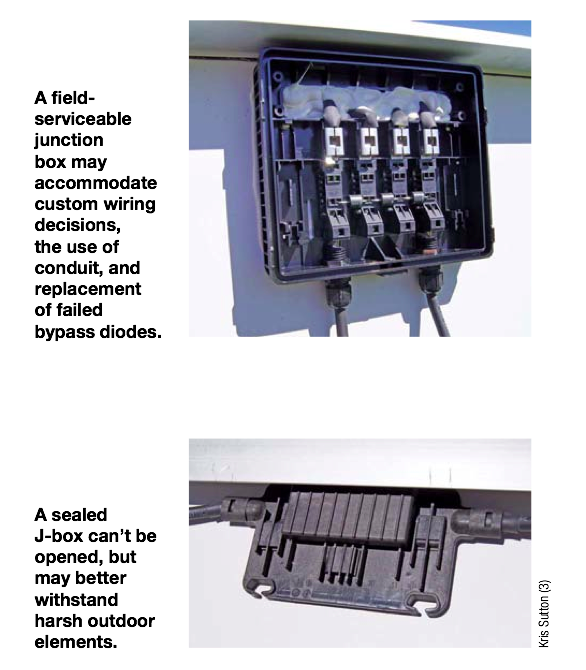 A field-
serviceable
junction
box may
accommodate
custom wiring
decisions,
the use of
conduit, and
replacement
of failed
bypass diodes.
A sealed
J-box can't be
opened, but
may better
withstand
harsh outdoor
elements.
Kris Sutton (3)